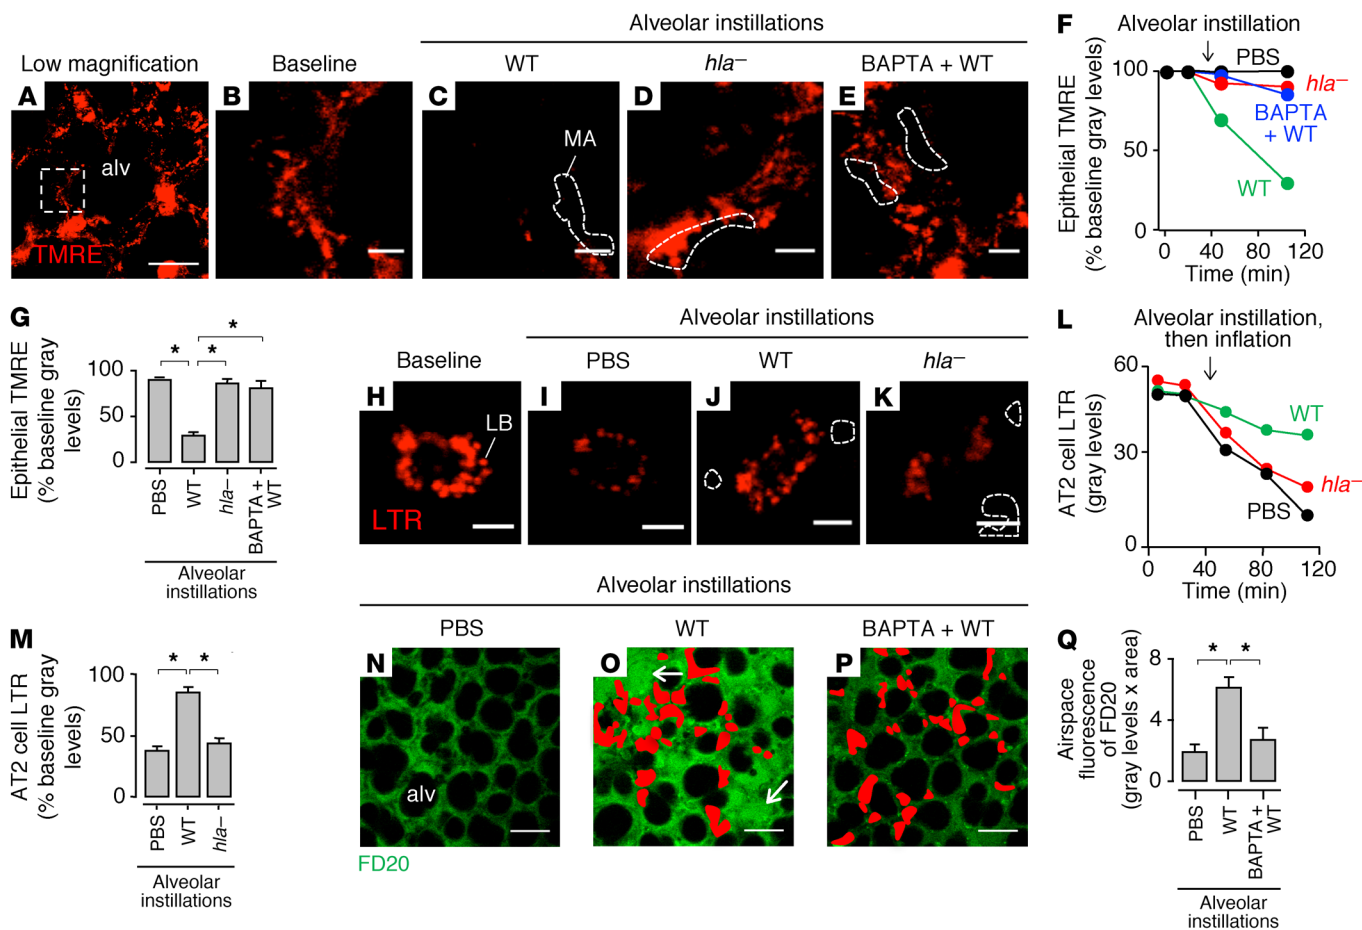 Alveolar instillations
Low magnification
Baseline
WT
hla–
BAPTA + WT
A
alv
TMRE
B
C
MA
D
E
F
Alveolar instillation
Epithelial TMRE
(% baseline gray levels)
100
50
0
PBS
hla–
BAPTA
+ WT
WT
0
40
80
120
Time (min)
G
Epithelial TMRE
(% baseline gray
levels)
100
50
0
*
*
*
PBS
WT
hla–
BAPTA +
WT
Alveolar
instillations
Alveolar instillations
Baseline
PBS
WT
hla–
H
LB
LTR
I
J
K
L
Alveolar instillation,
then inflation
AT2 cell LTR
(gray levels)
60
30
0
WT
hla–
PBS
0
40
80
120
Time (min)
M
AT2 cell LTR
(% baseline gray
levels)
100
50
0
*
*
PBS
WT
hla–
Alveolar
instillations
Alveolar instillations
PBS
WT
BAPTA + WT
N
alv
FD20
O
P
Q
Airspace
fluorescence
of FD20
(gray levels x area)
8
4
0
*
*
PBS
WT
BAPTA +
WT
Alveolar
instillations